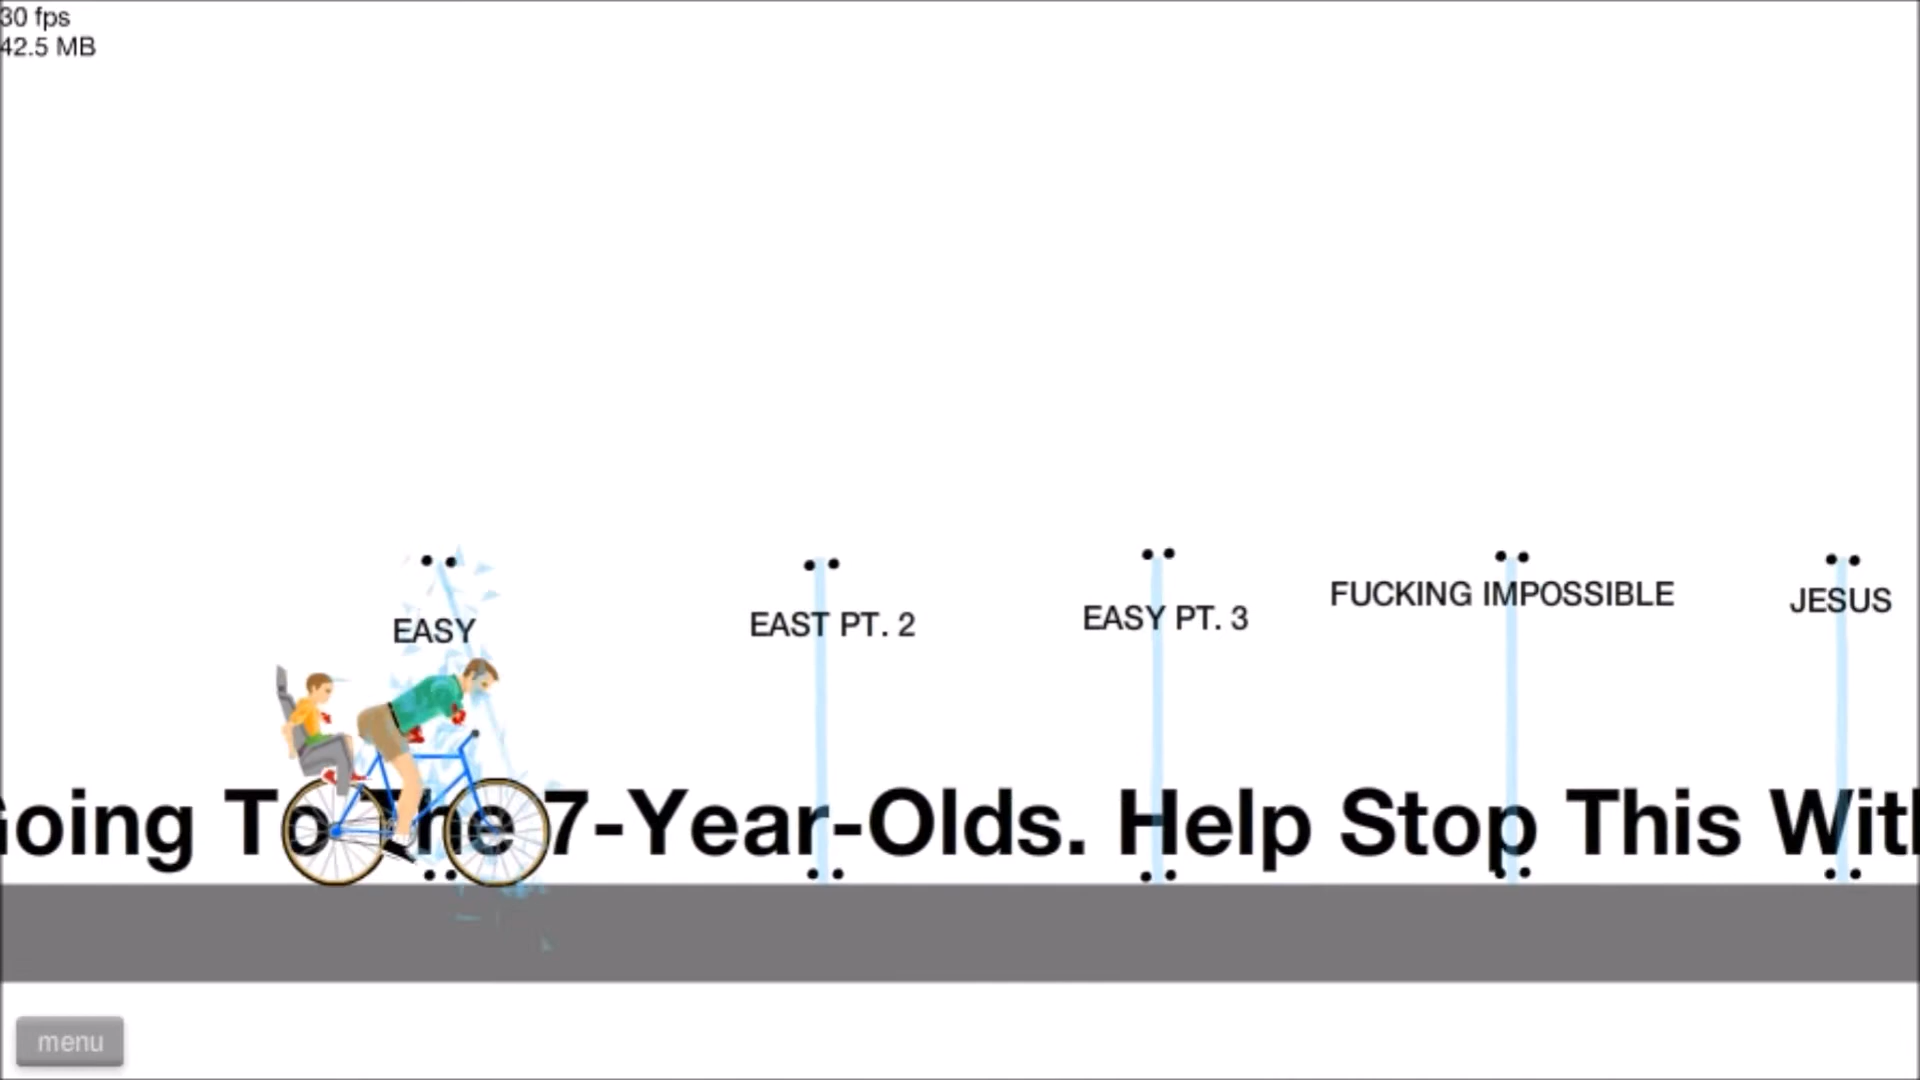 30 fps
42.5 MB
EASY
EAST PT. 2
EASY PT. 3
FUCKING IMPOSSIBLE
JESUS
Going To The 7-Year-Olds. Help Stop This With
menu